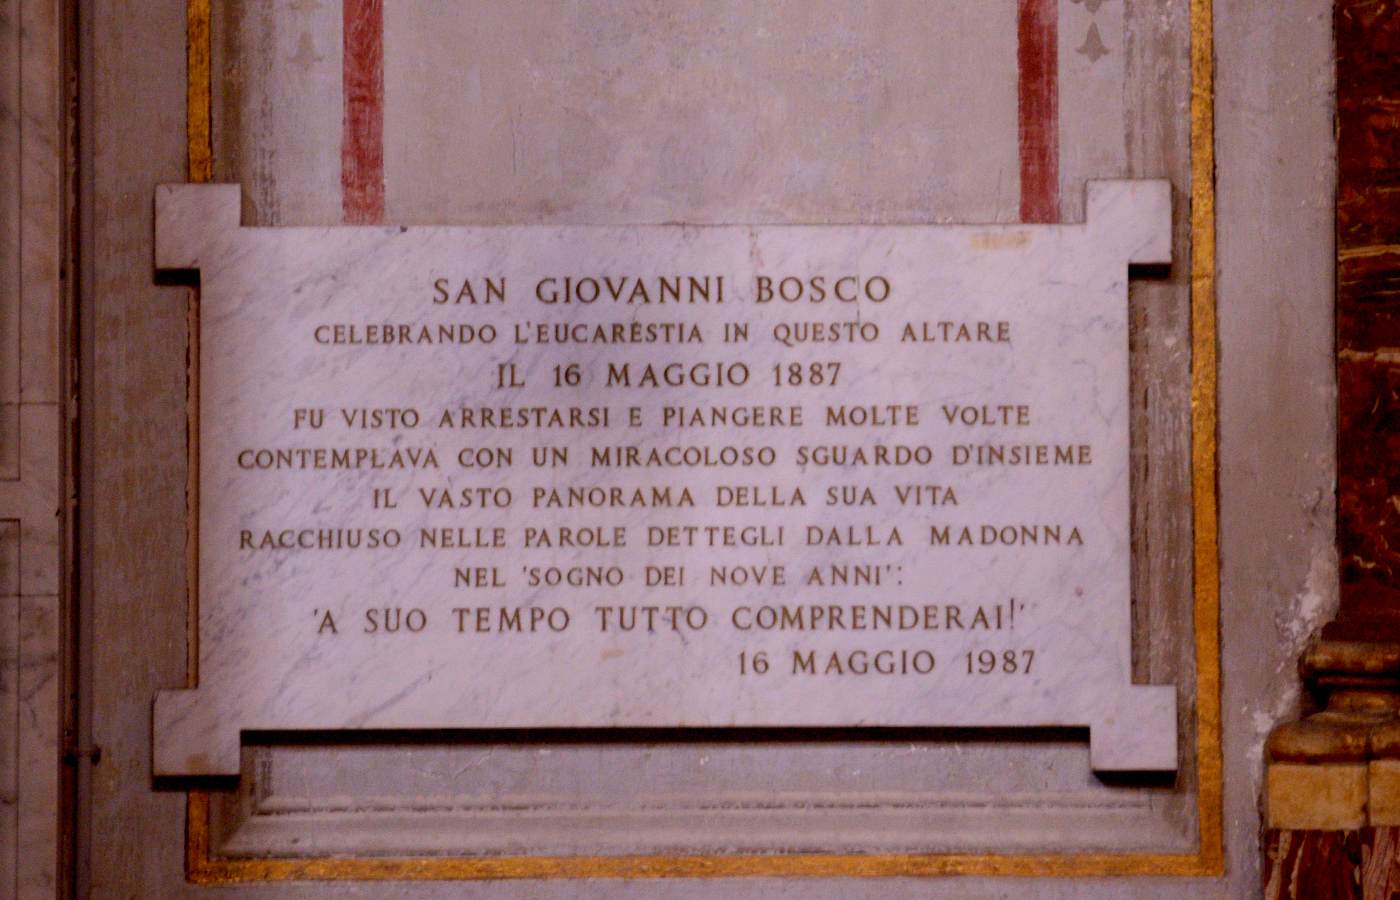 SAN GIOVANNI BOSCO
CELEBRANDO L'EUCARESTIA IN QUESTO ALTARE
IL 16 MAGGIO 1887
FU VISTO ARRESTARSI E PIANGERE MOLTE VOLTE
CONTEMPLAVA CON UN MIRACOLOSO SGUARDO D'INSIEME
IL VASTO PANORAMA DELLA SUA VITA
RACCHIUSO NELLE PAROLE DETTEGLI DALLA MADONNA
NEL 'SOGNO DEI NOVE ANNI':
'A SUO TEMPO TUTTO COMPRENDERAI!'
16 MAGGIO 1987